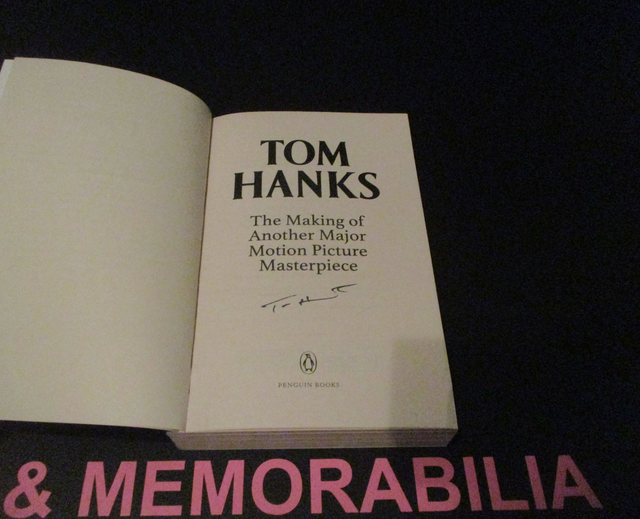 TOM
HANKS
The Making of
Another Major
Motion Picture
Masterpiece
PENGUIN BOOKS
& MEMORABILIA